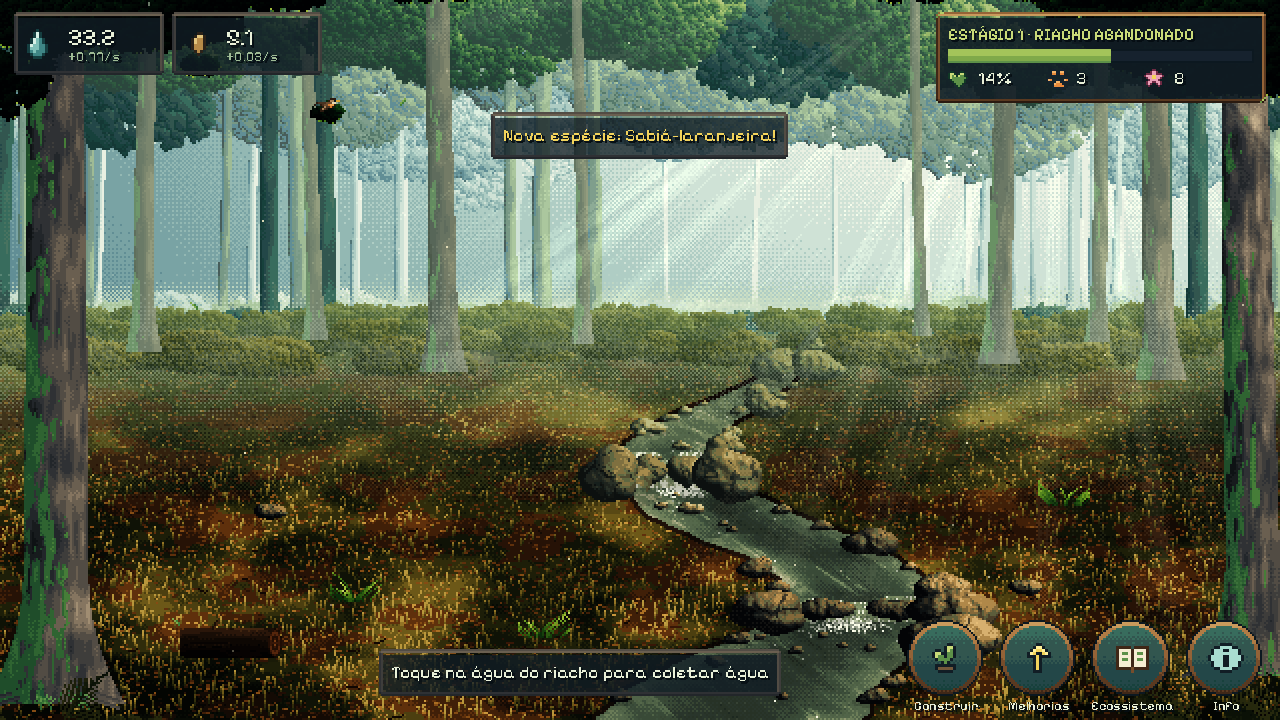 33.2
+0.77/s
9.1
+0.03/s
ESTÁGIO 1 · RIACHO ABANDONADO
14%
3
8
Nova espécie: Sabiá-laranjeira!
Toque na água do riacho para coletar água
Construir
Melhorias
Ecossistema
Info